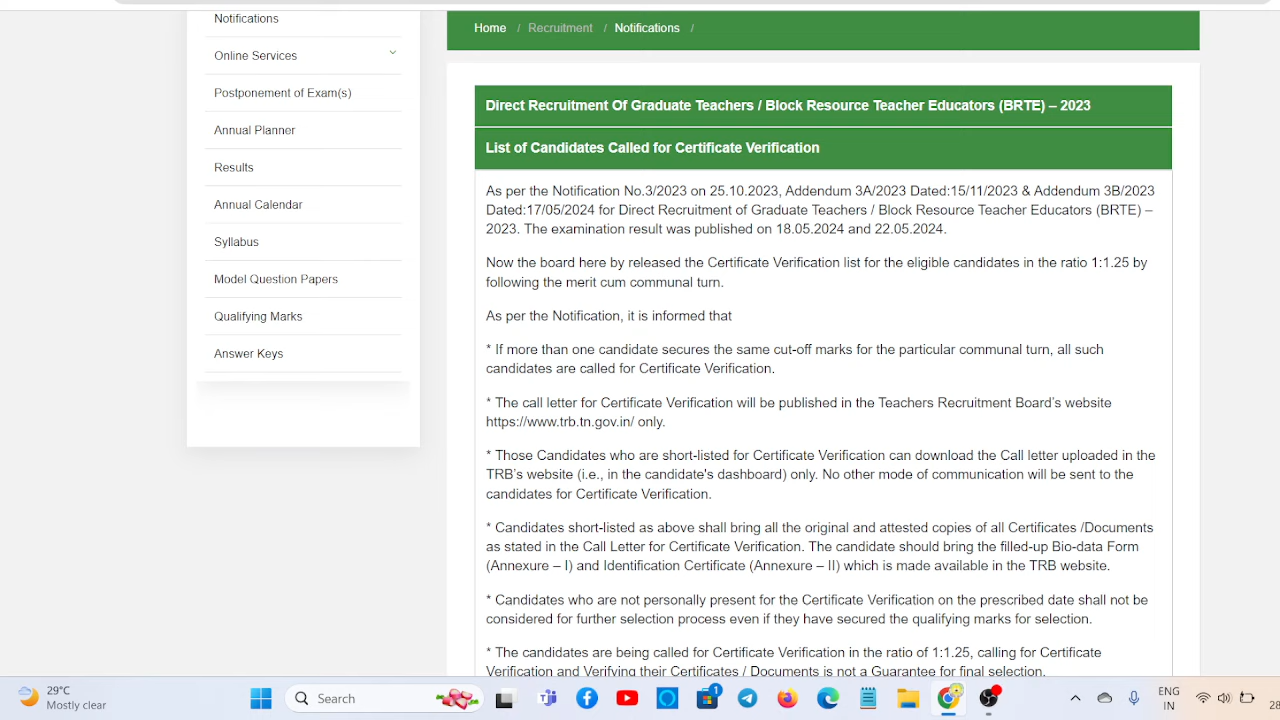 Notifications
Online Services
Postponement of Exam(s)
Annual Planner
Results
Annual Calendar
Syllabus
Model Question Papers
Qualifying Marks
Answer Keys
Home / Recruitment / Notifications /
Direct Recruitment Of Graduate Teachers / Block Resource Teacher Educators (BRTE) – 2023
List of Candidates Called for Certificate Verification
As per the Notification No.3/2023 on 25.10.2023, Addendum 3A/2023 Dated:15/11/2023 & Addendum 3B/2023
Dated:17/05/2024 for Direct Recruitment of Graduate Teachers / Block Resource Teacher Educators (BRTE) –
2023. The examination result was published on 18.05.2024 and 22.05.2024.
Now the board here by released the Certificate Verification list for the eligible candidates in the ratio 1:1.25 by
following the merit cum communal turn.
As per the Notification, it is informed that
* If more than one candidate secures the same cut-off marks for the particular communal turn, all such
candidates are called for Certificate Verification.
* The call letter for Certificate Verification will be published in the Teachers Recruitment Board's website
https://www.trb.tn.gov.in/ only.
* Those Candidates who are short-listed for Certificate Verification can download the Call letter uploaded in the
TRB's website (i.e., in the candidate's dashboard) only. No other mode of communication will be sent to the
candidates for Certificate Verification.
* Candidates short-listed as above shall bring all the original and attested copies of all Certificates /Documents
as stated in the Call Letter for Certificate Verification. The candidate should bring the filled-up Bio-data Form
(Annexure – I) and Identification Certificate (Annexure – II) which is made available in the TRB website.
* Candidates who are not personally present for the Certificate Verification on the prescribed date shall not be
considered for further selection process even if they have secured the qualifying marks for selection.
* The candidates are being called for Certificate Verification in the ratio of 1:1.25, calling for Certificate
Verification and Verifying their Certificates / Documents is not a Guarantee for final selection.
29°C
Mostly clear
Search
1
ENG
IN
28